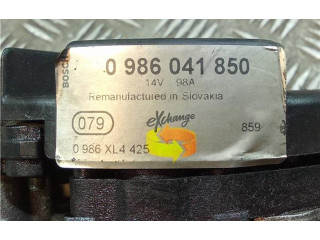 BOSCH
0 986 041 850
14V 98A
Remanufactured in Slovakia
079
eXchange
859
0 986 XL4 425